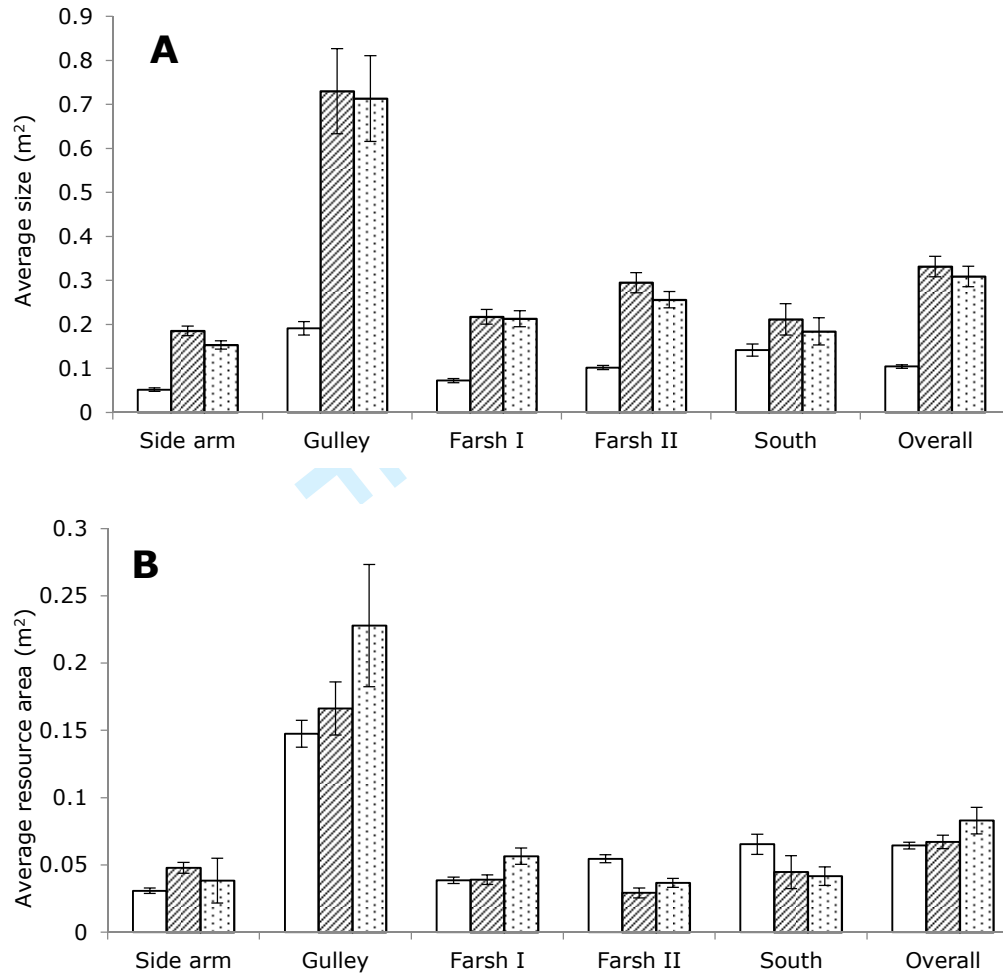 A
Average size (m²)
0.9
0.8
0.7
0.6
0.5
0.4
0.3
0.2
0.1
0
Side arm Gulley Farsh I Farsh II South Overall
B
Average resource area (m²)
0.3
0.25
0.2
0.15
0.1
0.05
0
Side arm Gulley Farsh I Farsh II South Overall